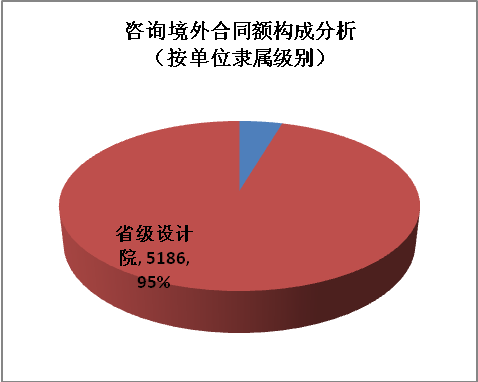 咨询境外合同额构成分析
（按单位隶属级别）
省级设计
院, 5186,
95%